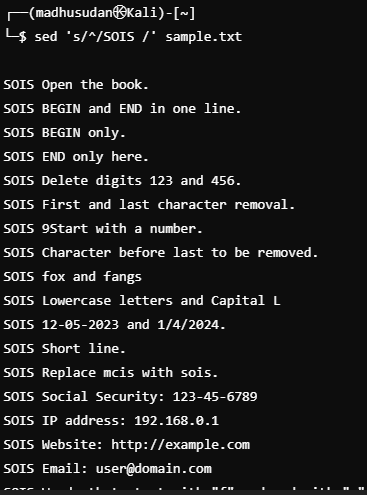 ┌──(madhusudan㉿Kali)-[~]
└─$ sed 's/^/SOIS /' sample.txt
SOIS Open the book.
SOIS BEGIN and END in one line.
SOIS BEGIN only.
SOIS END only here.
SOIS Delete digits 123 and 456.
SOIS First and last character removal.
SOIS 9Start with a number.
SOIS Character before last to be removed.
SOIS fox and fangs
SOIS Lowercase letters and Capital L
SOIS 12-05-2023 and 1/4/2024.
SOIS Short line.
SOIS Replace mcis with sois.
SOIS Social Security: 123-45-6789
SOIS IP address: 192.168.0.1
SOIS Website: http://example.com
SOIS Email: user@domain.com